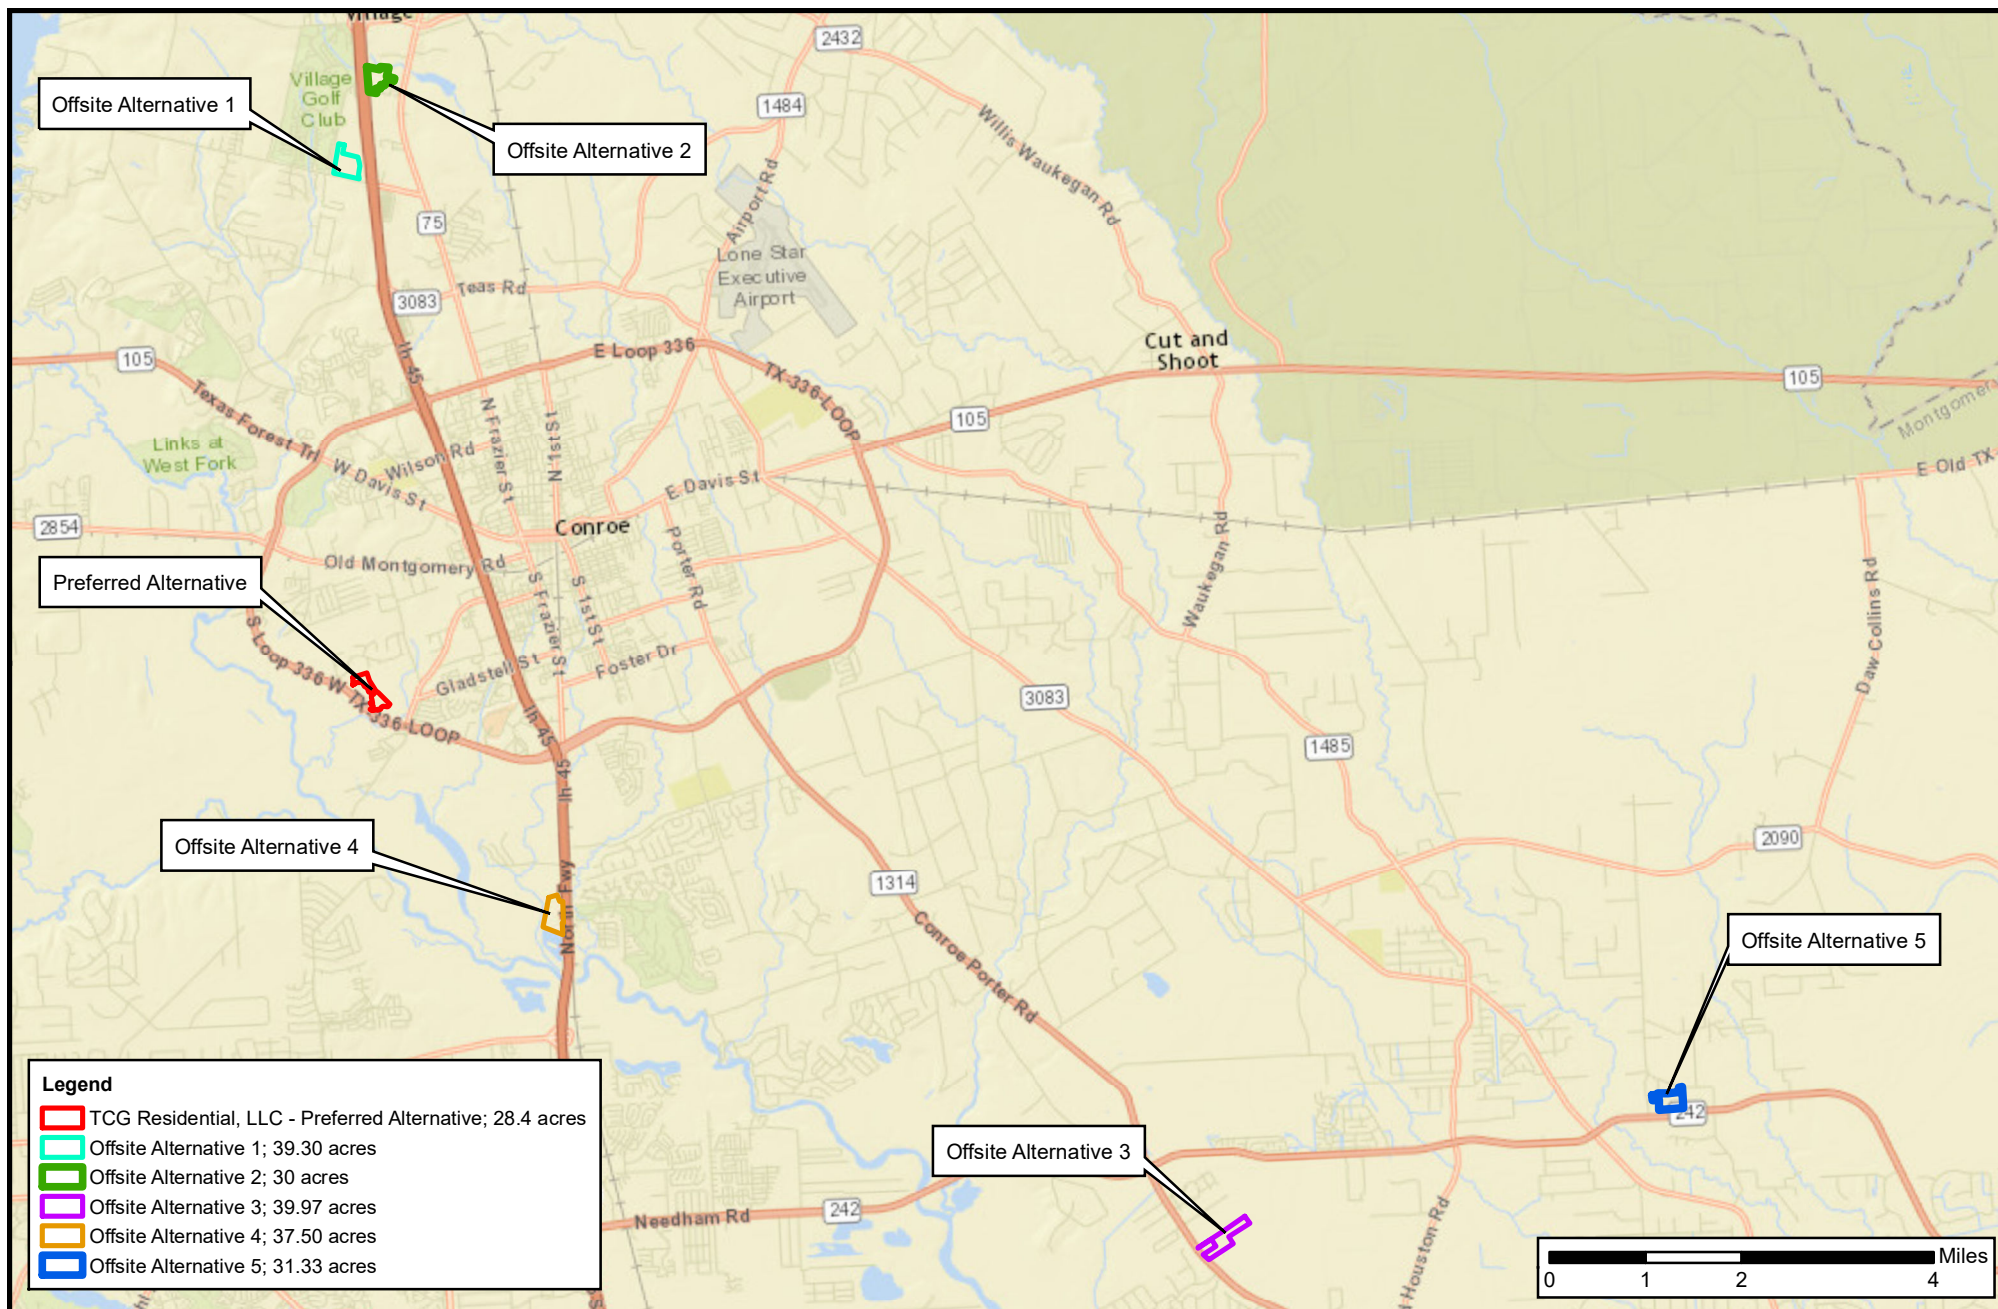 Village
2432
Offsite Alternative 1
Village
Golf
Club
1484
Offsite Alternative 2
Willis Waukegan Rd
Airport Rd
75
Lone Star
Executive
Airport
3083
Teas Rd
Cut and
Shoot
105
Ih-45
E Loop 336
TX-336-LOOP
105
105
Montgomery
Texas Forest Trl
Links at
West Fork
W Davis St
Wilson Rd
N Frazier St
N 1st St
E Davis St
E Old TX
2854
Conroe
Old Montgomery Rd
Porter Rd
Waukegan Rd
Daw Collins Rd
Preferred Alternative
S Frazier St
S 1st St
S Loop 336 W
TX-336-LOOP
Gladstell St
Foster Dr
3083
Ih-45
Ih-45
1485
Offsite Alternative 4
2090
1314
North Fwy
Conroe Porter Rd
Offsite Alternative 5
242
Offsite Alternative 3
Needham Rd
242
Houston Rd
Legend
TCG Residential, LLC - Preferred Alternative; 28.4 acres
Offsite Alternative 1; 39.30 acres
Offsite Alternative 2; 30 acres
Offsite Alternative 3; 39.97 acres
Offsite Alternative 4; 37.50 acres
Offsite Alternative 5; 31.33 acres
Miles
0 1 2 4